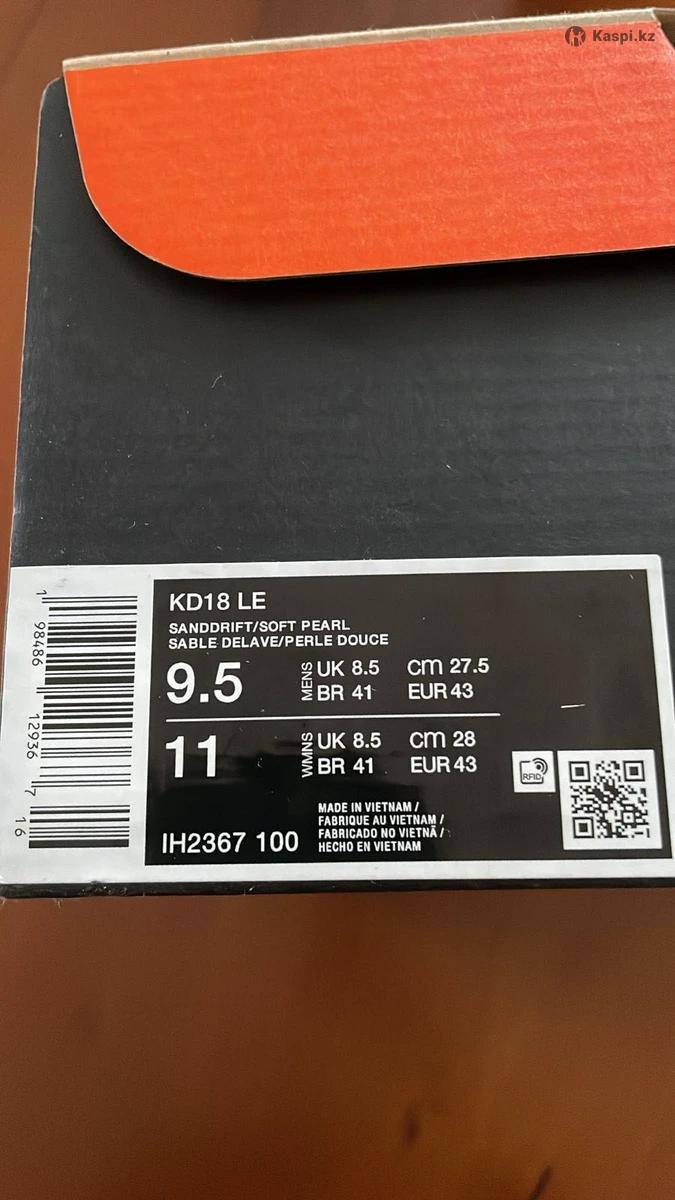 Kaspi.kz
KD18 LE
SANDDRIFT/SOFT PEARL
SABLE DELAVE/PERLE DOUCE
9.5
MENS
UK 8.5 cm 27.5
BR 41 EUR 43
11
WMNS
UK 8.5 cm 28
BR 41 EUR 43
RFID
IH2367 100
MADE IN VIETNAM /
FABRIQUE AU VIETNAM /
FABRICADO NO VIETNÃ /
HECHO EN VIETNAM
1 98486 12936 7 16